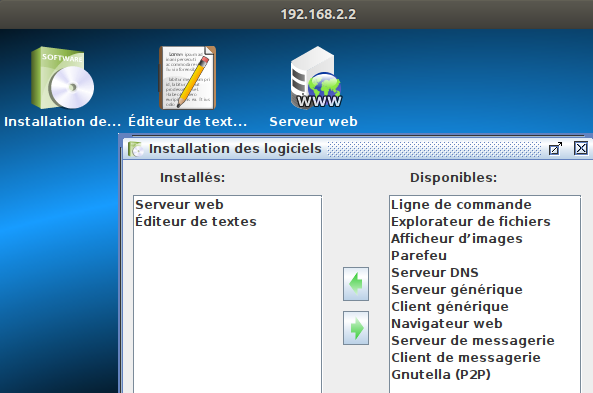 192.168.2.2
SOFTWARE
WWW
Installation de... Éditeur de text... Serveur web
Installation des logiciels
Installés:
Disponibles:
Serveur web
Éditeur de textes
Ligne de commande
Explorateur de fichiers
Afficheur d’images
Parefeu
Serveur DNS
Serveur générique
Client générique
Navigateur web
Serveur de messagerie
Client de messagerie
Gnutella (P2P)